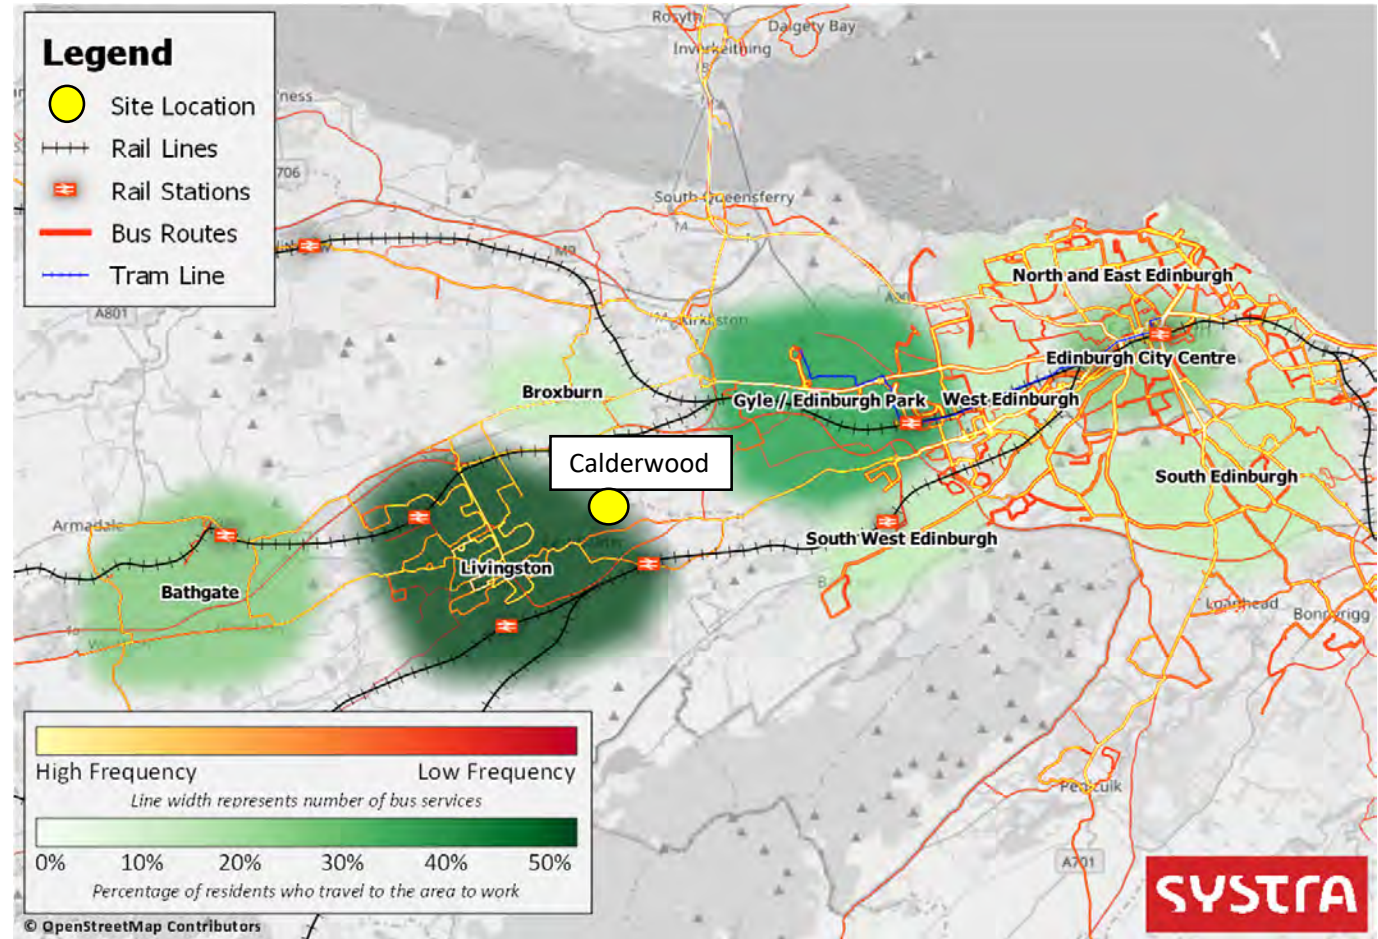 Legend
Site Location
Rail Lines
Rail Stations
Bus Routes
Tram Line
Rosyth
Dalgety Bay
Inverkeithing
ness
706
South Queensferry
M9
A801
Kirkliston
North and East Edinburgh
Edinburgh City Centre
Broxburn
Gyle / Edinburgh Park
West Edinburgh
Calderwood
South Edinburgh
Armadale
South West Edinburgh
Livingston
Bathgate
Loanhead
Bonnyrigg
Penicuik
A701
High Frequency
Low Frequency
Line width represents number of bus services
0% 10% 20% 30% 40% 50%
Percentage of residents who travel to the area to work
© OpenStreetMap Contributors
SYSTRA